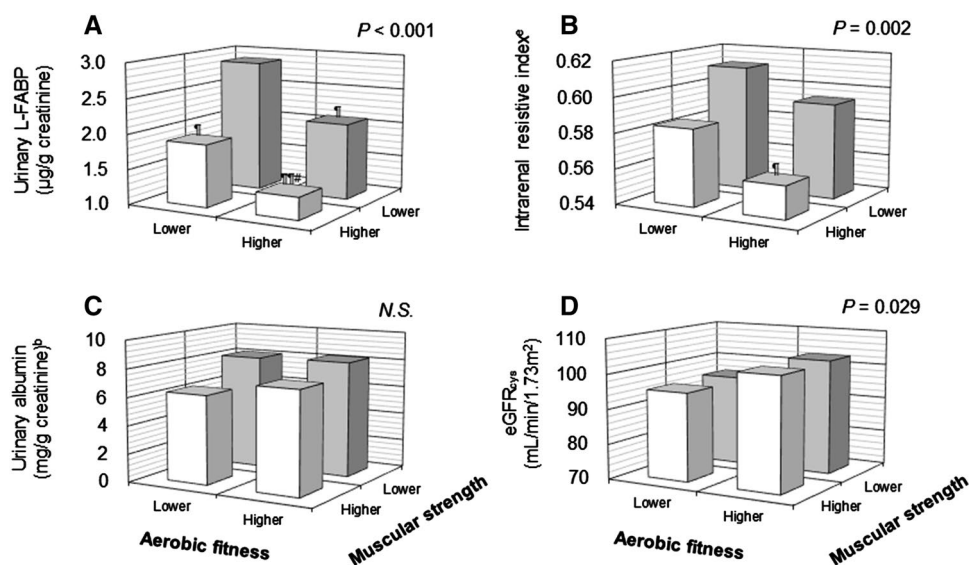 A
P < 0.001
Urinary L-FABP
(µg/g creatinine)
3.0
2.5
2.0
1.5
1.0
¶
¶
¶¶#
Lower
Higher
Higher
Lower
B
P = 0.002
Intrarenal resistive indexᵉ
0.62
0.60
0.58
0.56
0.54
¶
Lower
Higher
Higher
Lower
C
N.S.
Urinary albumin
(mg/g creatinine)ᵇ
10
8
6
4
2
0
Lower
Higher
Higher
Lower
Aerobic fitness
Muscular strength
D
P = 0.029
eGFRcys
(mL/min/1.73m²)
110
100
90
80
70
Lower
Higher
Higher
Lower
Aerobic fitness
Muscular strength